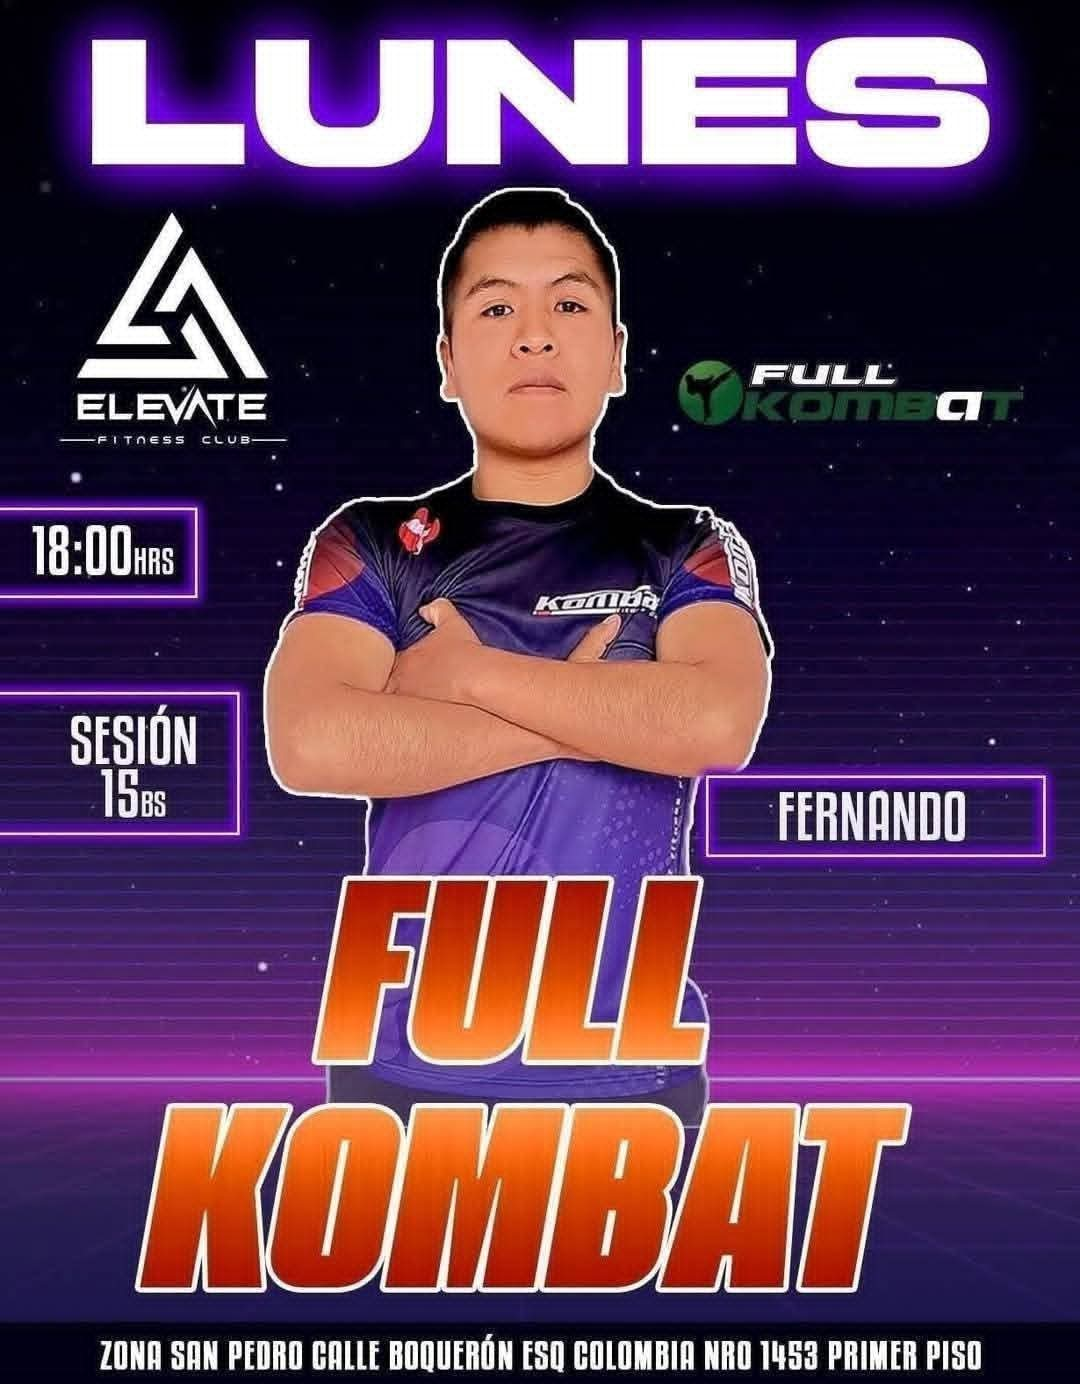 LUNES
ELEVATE
FITNESS CLUB
FULL
KOMBAT
18:00HRS
Kombat
SESIÓN
15BS
FERNANDO
FULL
KOMBAT
ZONA SAN PEDRO CALLE BOQUERÓN ESQ COLOMBIA NRO 1453 PRIMER PISO